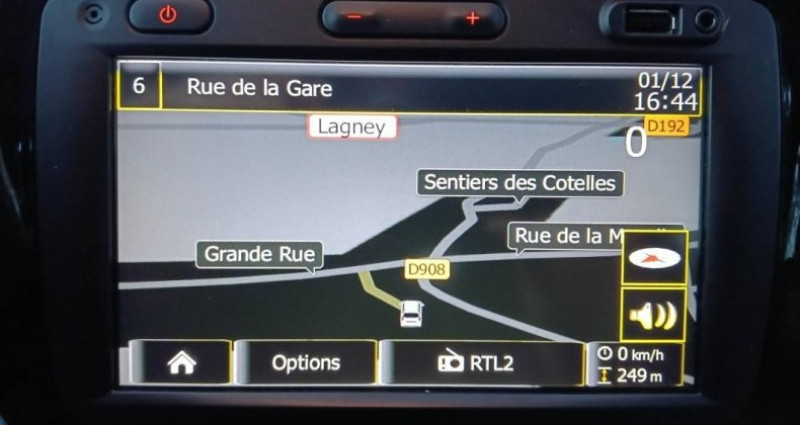 6
Rue de la Gare
01/12
16:44
Lagney
D192
0
Sentiers des Cotelles
Rue de la M
Grande Rue
D908
Options
RTL2
0 km/h
249 m